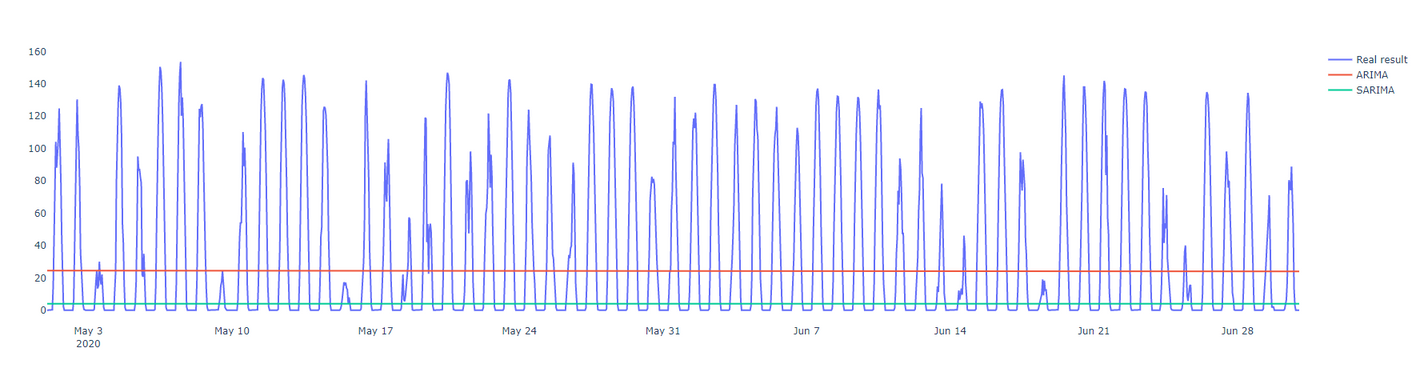 160
140
120
100
80
60
40
20
0
May 3
2020
May 10
May 17
May 24
May 31
Jun 7
Jun 14
Jun 21
Jun 28
Real result
ARIMA
SARIMA